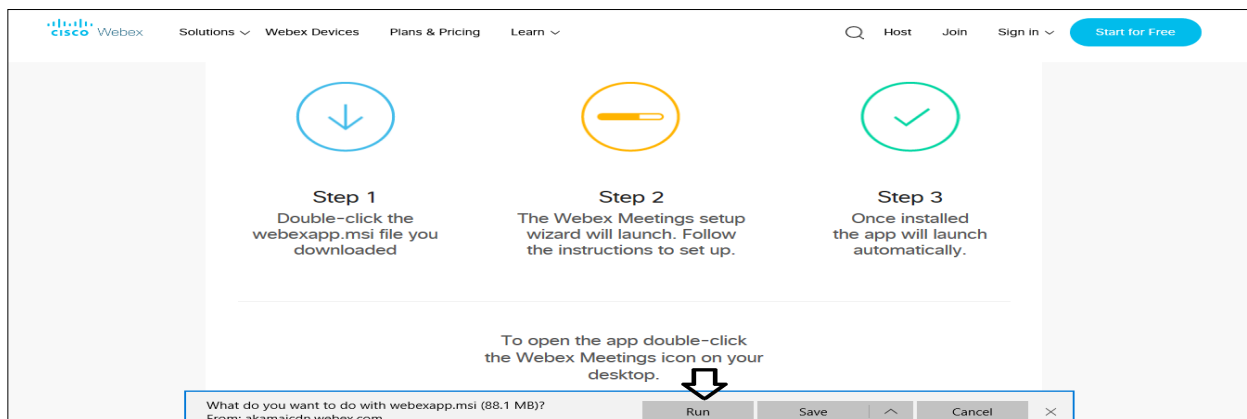 CISCO Webex Solutions Webex Devices Plans & Pricing Learn Host Join Sign in Start for Free
Step 1
Double-click the
webexapp.msi file you
downloaded
Step 2
The Webex Meetings setup
wizard will launch. Follow
the instructions to set up.
Step 3
Once installed
the app will launch
automatically.
To open the app double-click
the Webex Meetings icon on your
desktop.
What do you want to do with webexapp.msi (88.1 MB)?
From: akamaicdn.webex.com
Run Save Cancel